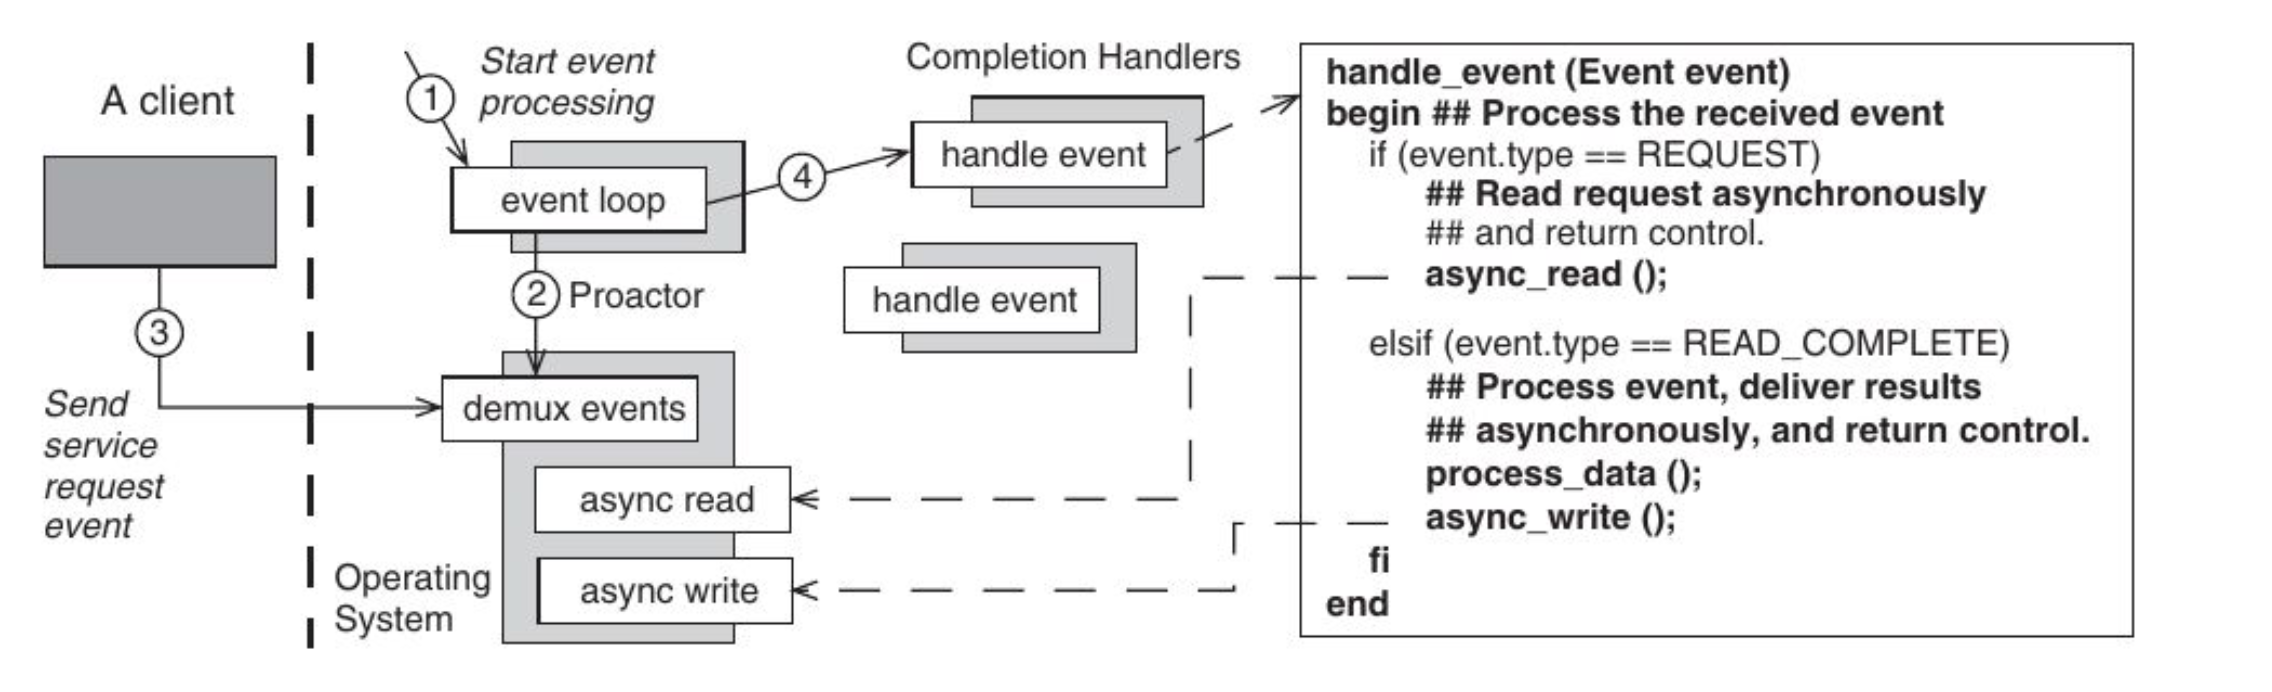 A client
1
Start event
processing
event loop
4
Completion Handlers
handle event
handle event
2
Proactor
3
Send
service
request
event
demux events
async read
async write
Operating
System
handle_event (Event event)
begin ## Process the received event
if (event.type == REQUEST)
## Read request asynchronously
## and return control.
async_read ();
elsif (event.type == READ_COMPLETE)
## Process event, deliver results
## asynchronously, and return control.
process_data ();
async_write ();
fi
end